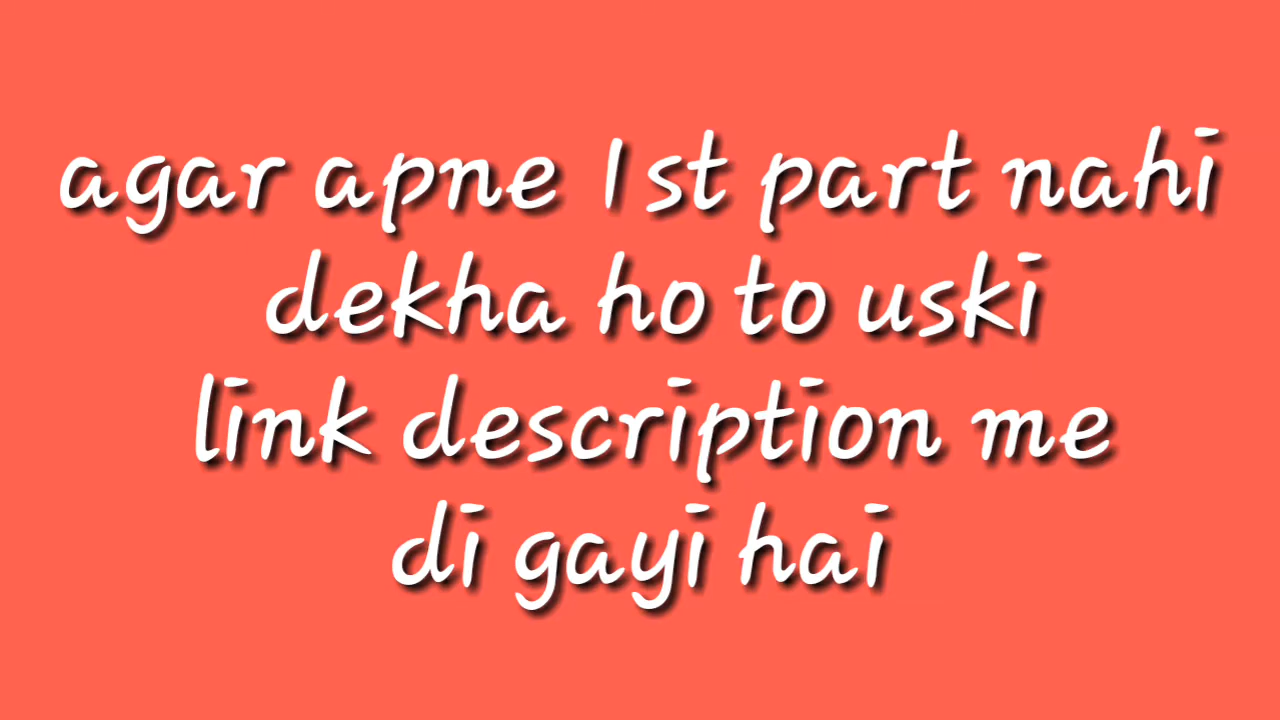 agar apne 1st part nahi
dekha ho to uski
link description me
di gayi hai